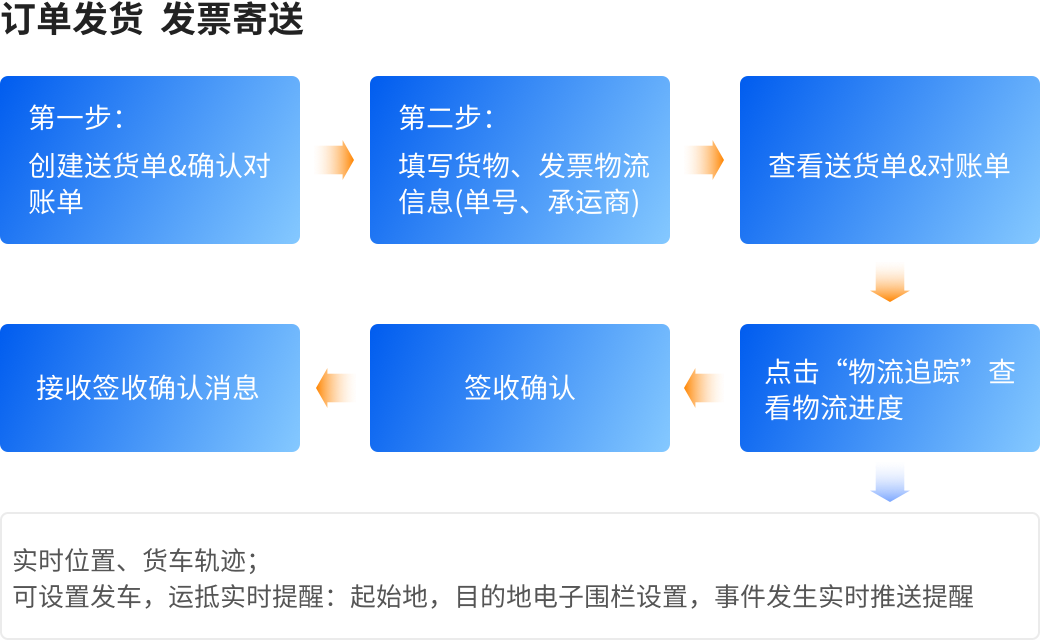 订单发货 发票寄送
第一步：
创建送货单&确认对
账单
第二步：
填写货物、发票物流
信息(单号、承运商)
查看送货单&对账单
点击“物流追踪”查
看物流进度
签收确认
接收签收确认消息
实时位置、货车轨迹；
可设置发车，运抵实时提醒：起始地，目的地电子围栏设置，事件发生实时推送提醒